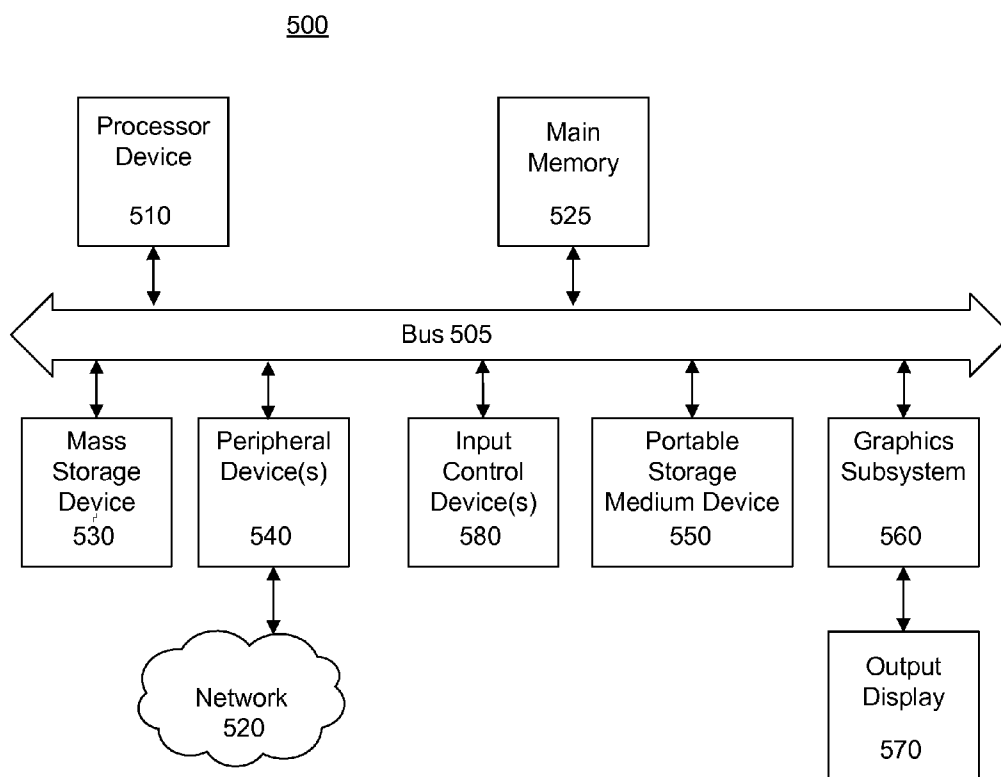 500
Processor
Device
510
Main
Memory
525
Bus 505
Mass
Storage
Device
530
Peripheral
Device(s)
540
Input
Control
Device(s)
580
Portable
Storage
Medium Device
550
Graphics
Subsystem
560
Network
520
Output
Display
570